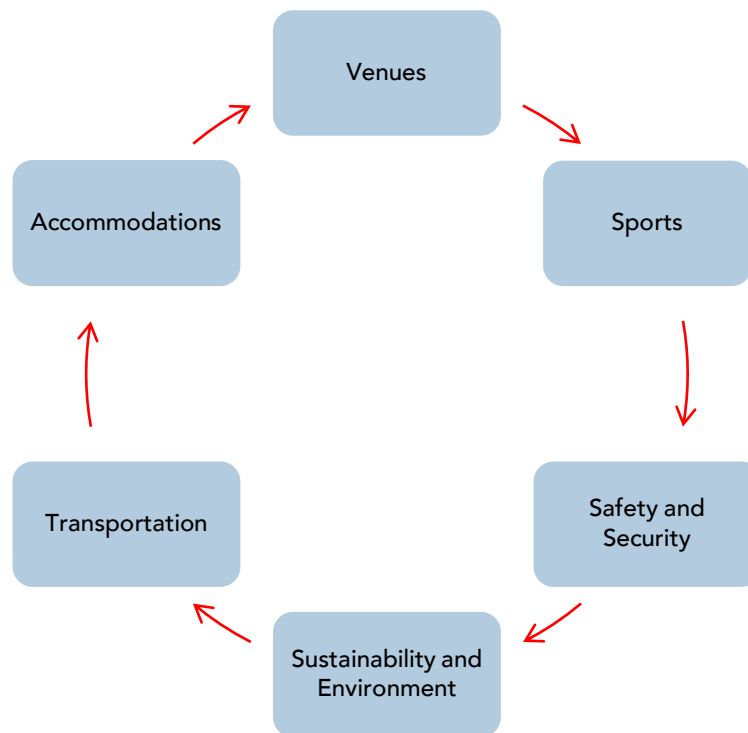 Venues
Sports
Safety and
Security
Sustainability and
Environment
Transportation
Accommodations